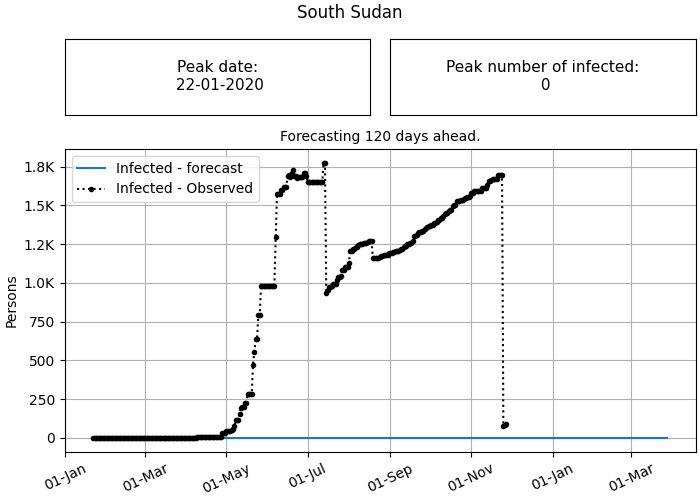 South Sudan
Peak date:
22-01-2020
Peak number of infected:
0
Forecasting 120 days ahead.
Infected - forecast
Infected - Observed
1.8K
1.5K
1.2K
1.0K
750
500
250
0
Persons
01-Jan
01-Mar
01-May
01-Jul
01-Sep
01-Nov
01-Jan
01-Mar